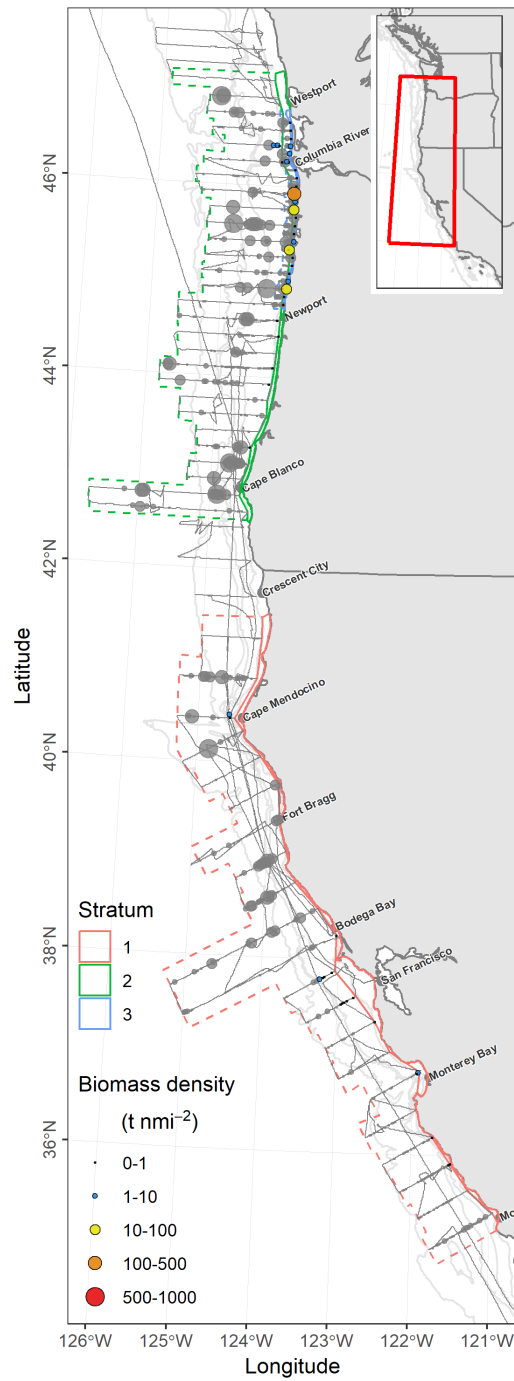 Westport
Columbia River
46°N
Newport
44°N
Cape Blanco
42°N
Crescent City
Latitude
Cape Mendocino
40°N
Fort Bragg
Stratum
1
2
3
Bodega Bay
38°N
San Francisco
Biomass density
(t nmi⁻²)
Monterey Bay
0-1
36°N
1-10
10-100
Mo
100-500
500-1000
126°W 125°W 124°W 123°W 122°W 121°W
Longitude